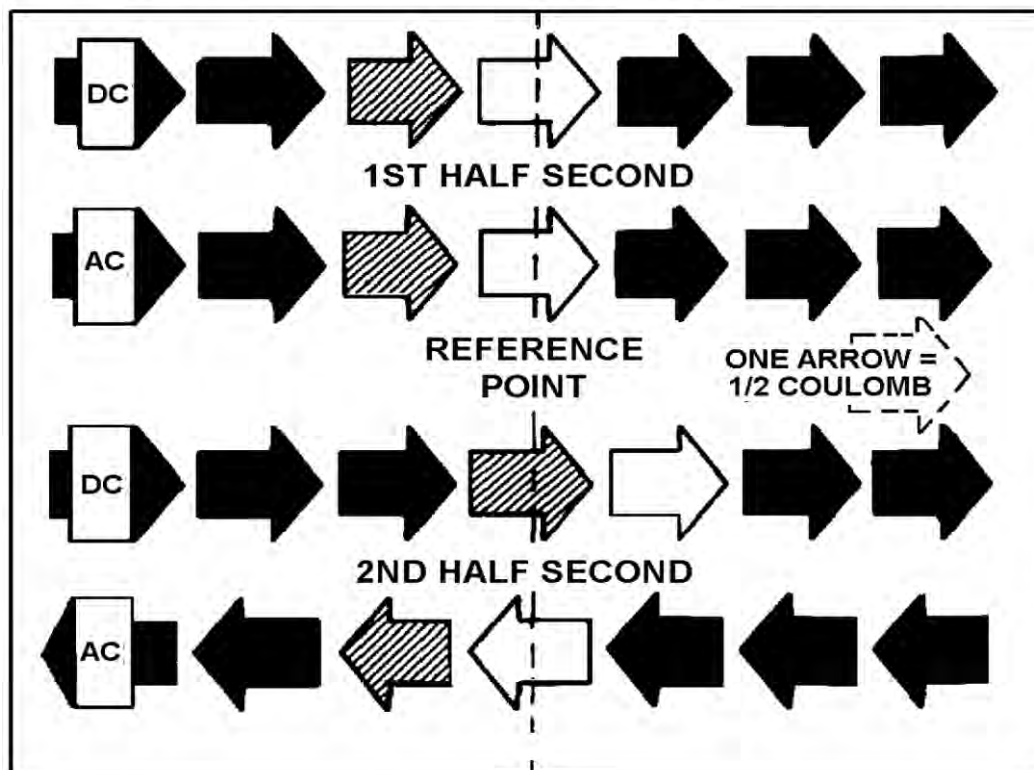 DC
1ST HALF SECOND
AC
REFERENCE
POINT
ONE ARROW =
1/2 COULOMB
DC
2ND HALF SECOND
AC